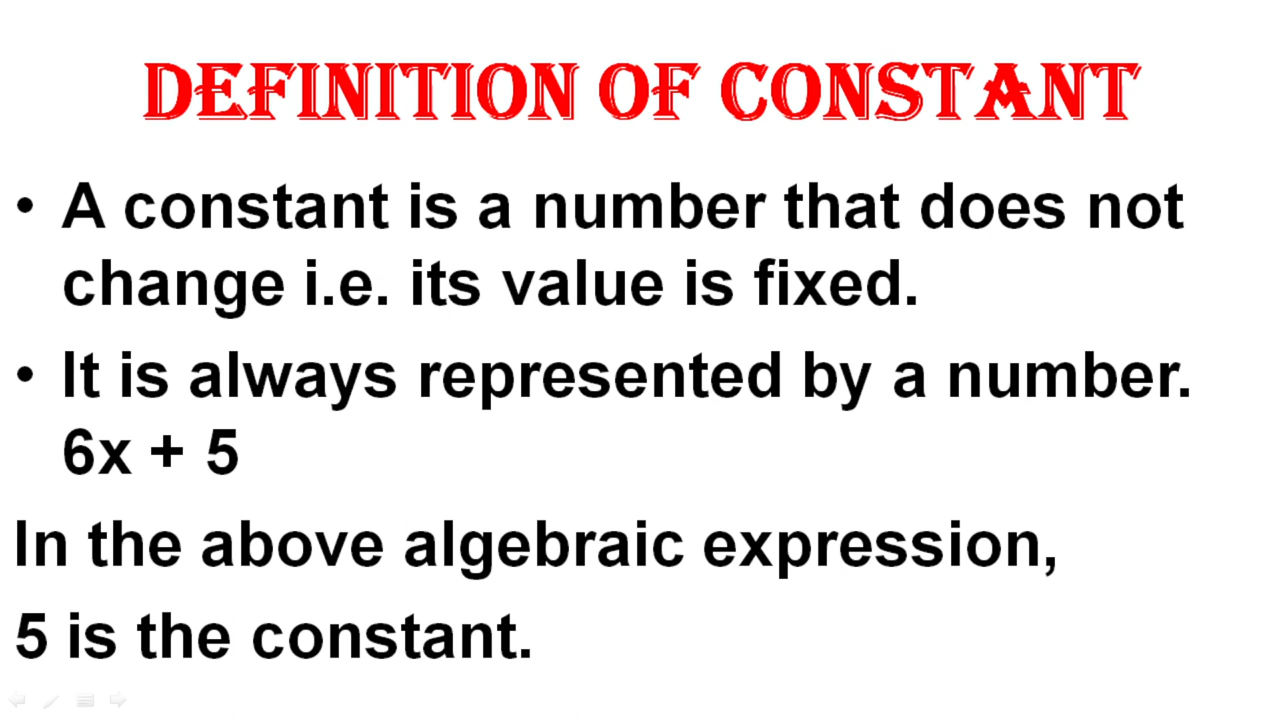 DEFINITION OF CONSTANT
• A constant is a number that does not
change i.e. its value is fixed.
• It is always represented by a number.
6x + 5
In the above algebraic expression,
5 is the constant.